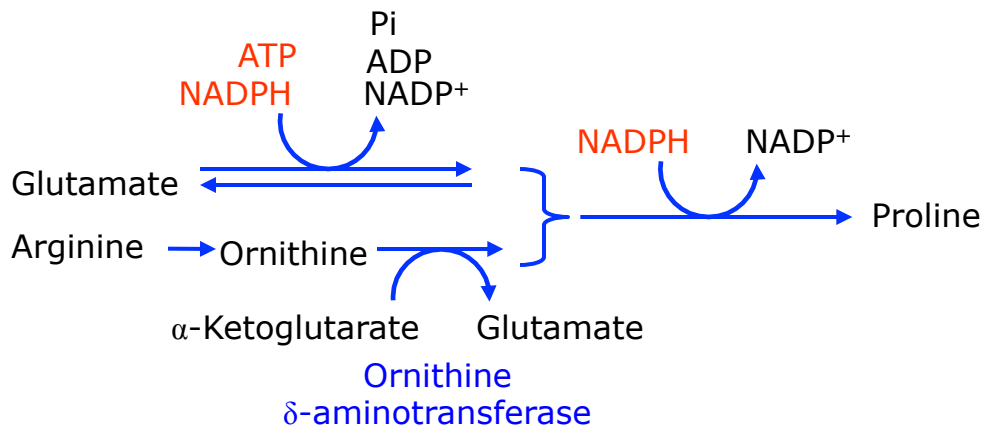 Pi
ATP
ADP
NADPH
NADP⁺
NADPH
NADP⁺
Glutamate
Proline
Arginine
Ornithine
α-Ketoglutarate
Glutamate
Ornithine
δ-aminotransferase